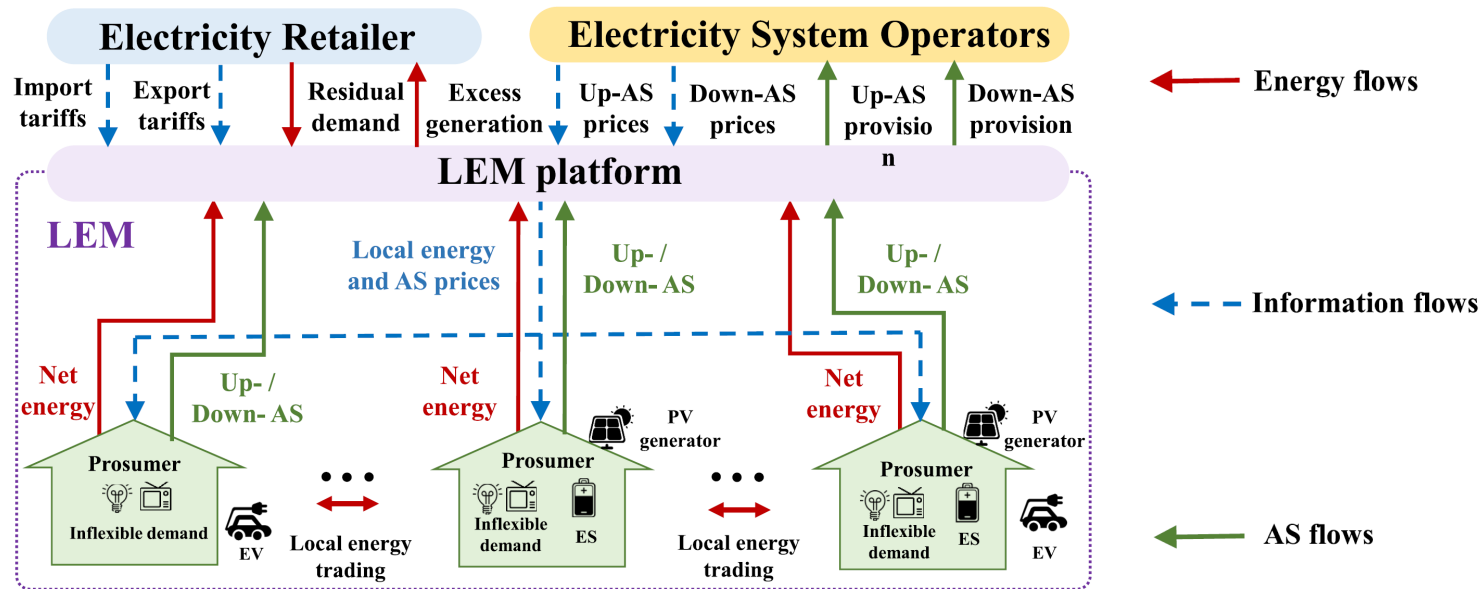 Electricity Retailer
Electricity System Operators
Import
tariffs
Export
tariffs
Residual
demand
Excess
generation
Up-AS
prices
Down-AS
prices
Up-AS
provisio
n
Down-AS
provision
Energy flows
LEM platform
LEM
Local energy
and AS prices
Up- /
Down- AS
Up- /
Down- AS
Information flows
Net
energy
Up- /
Down- AS
Net
energy
Net
energy
PV
generator
PV
generator
Prosumer
Inflexible demand
EV
...
Local energy
trading
Prosumer
Inflexible
demand
ES
...
Local energy
trading
Prosumer
Inflexible
demand
ES
EV
AS flows